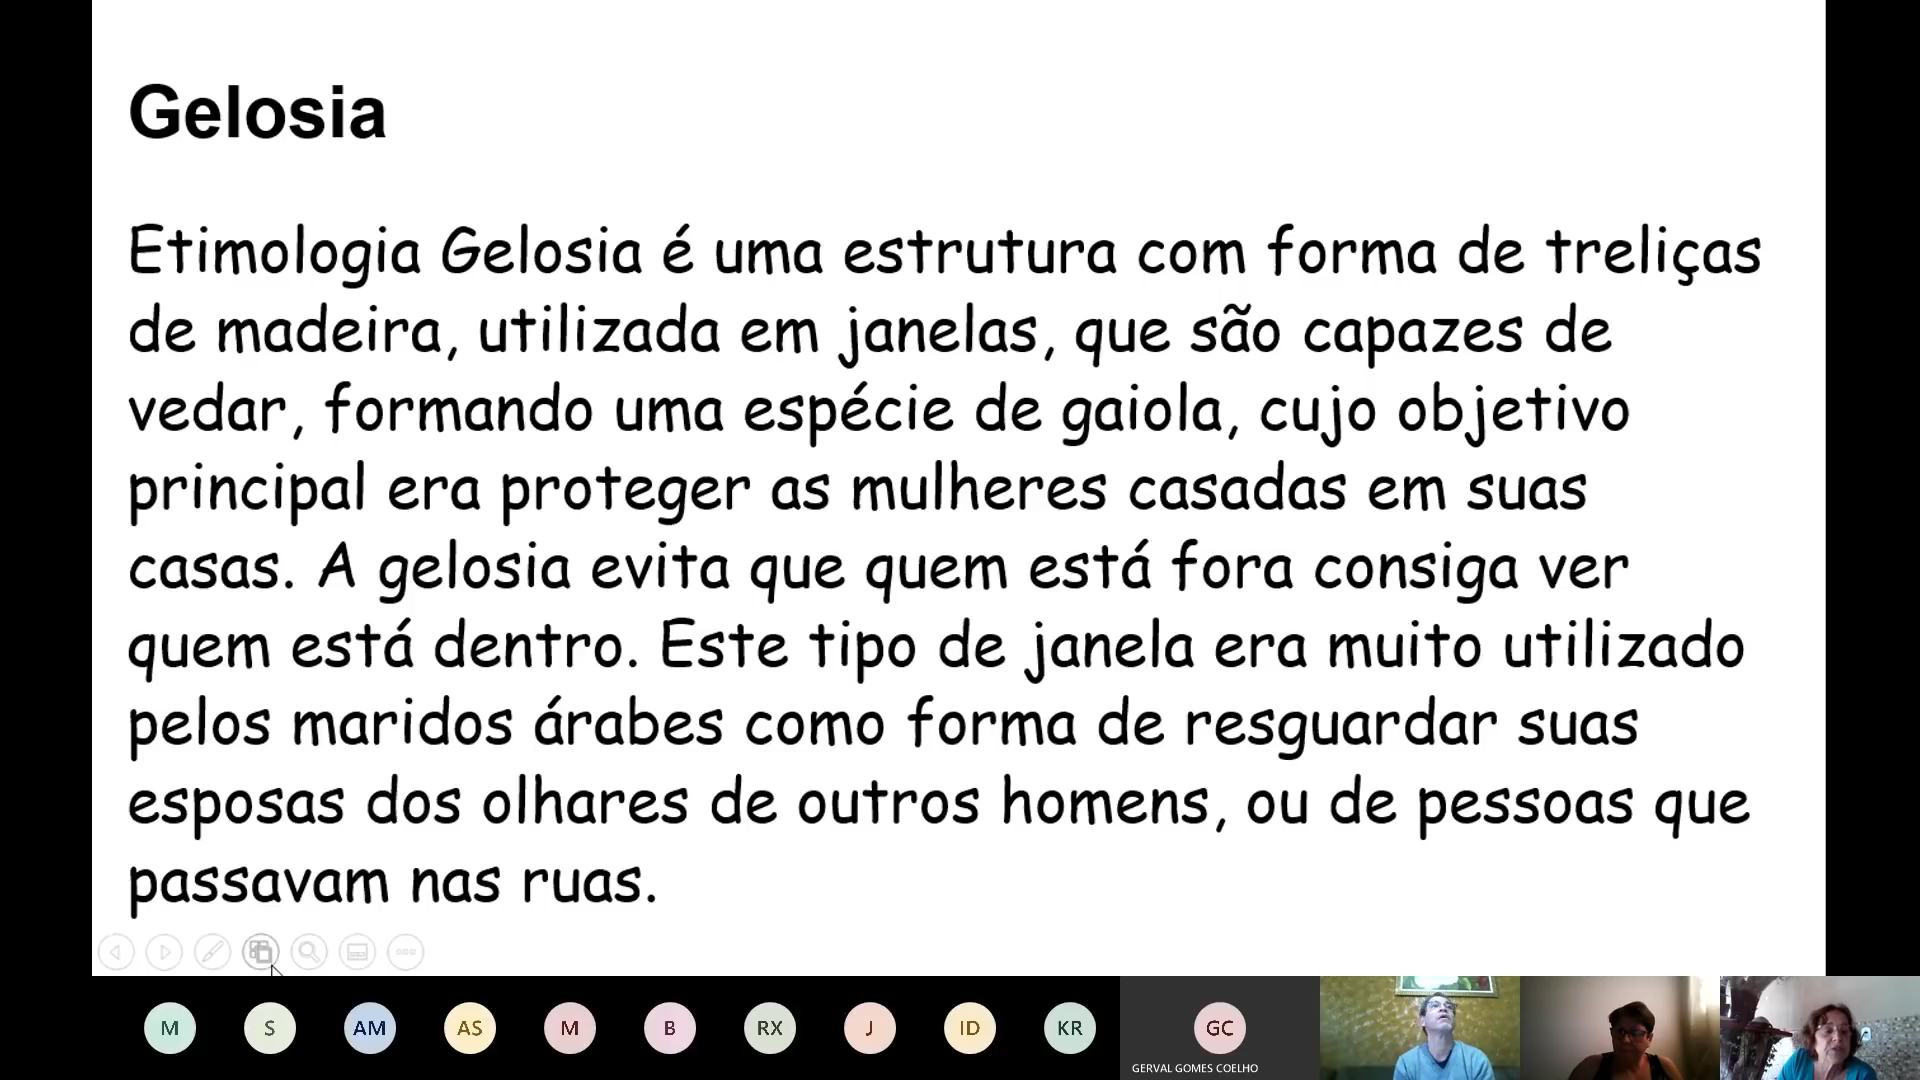 Gelosia
Etimologia Gelosia é uma estrutura com forma de treliças
de madeira, utilizada em janelas, que são capazes de
vedar, formando uma espécie de gaiola, cujo objetivo
principal era proteger as mulheres casadas em suas
casas. A gelosia evita que quem está fora consiga ver
quem está dentro. Este tipo de janela era muito utilizado
pelos maridos árabes como forma de resguardar suas
esposas dos olhares de outros homens, ou de pessoas que
passavam nas ruas.
M S AM AS M B RX J ID KR GC
GERVAL GOMES COELHO